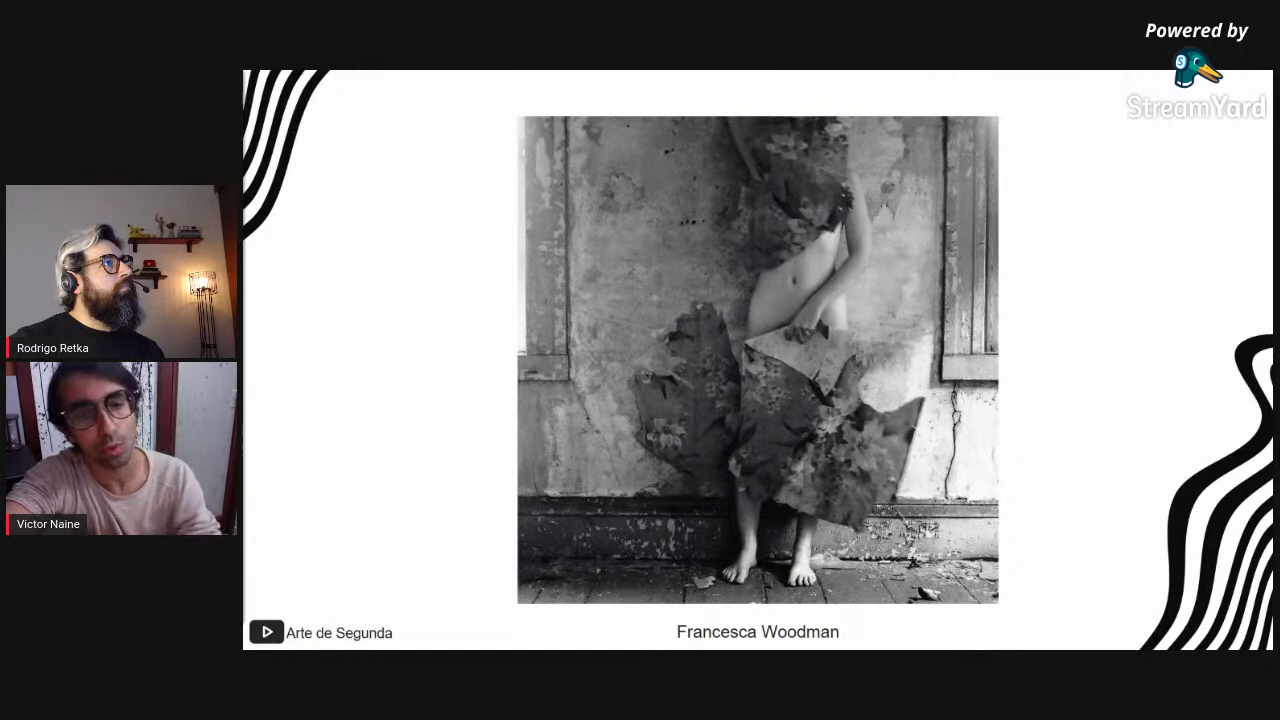 Powered by
StreamYard
Rodrigo Retka
Victor Naine
Arte de Segunda
Francesca Woodman